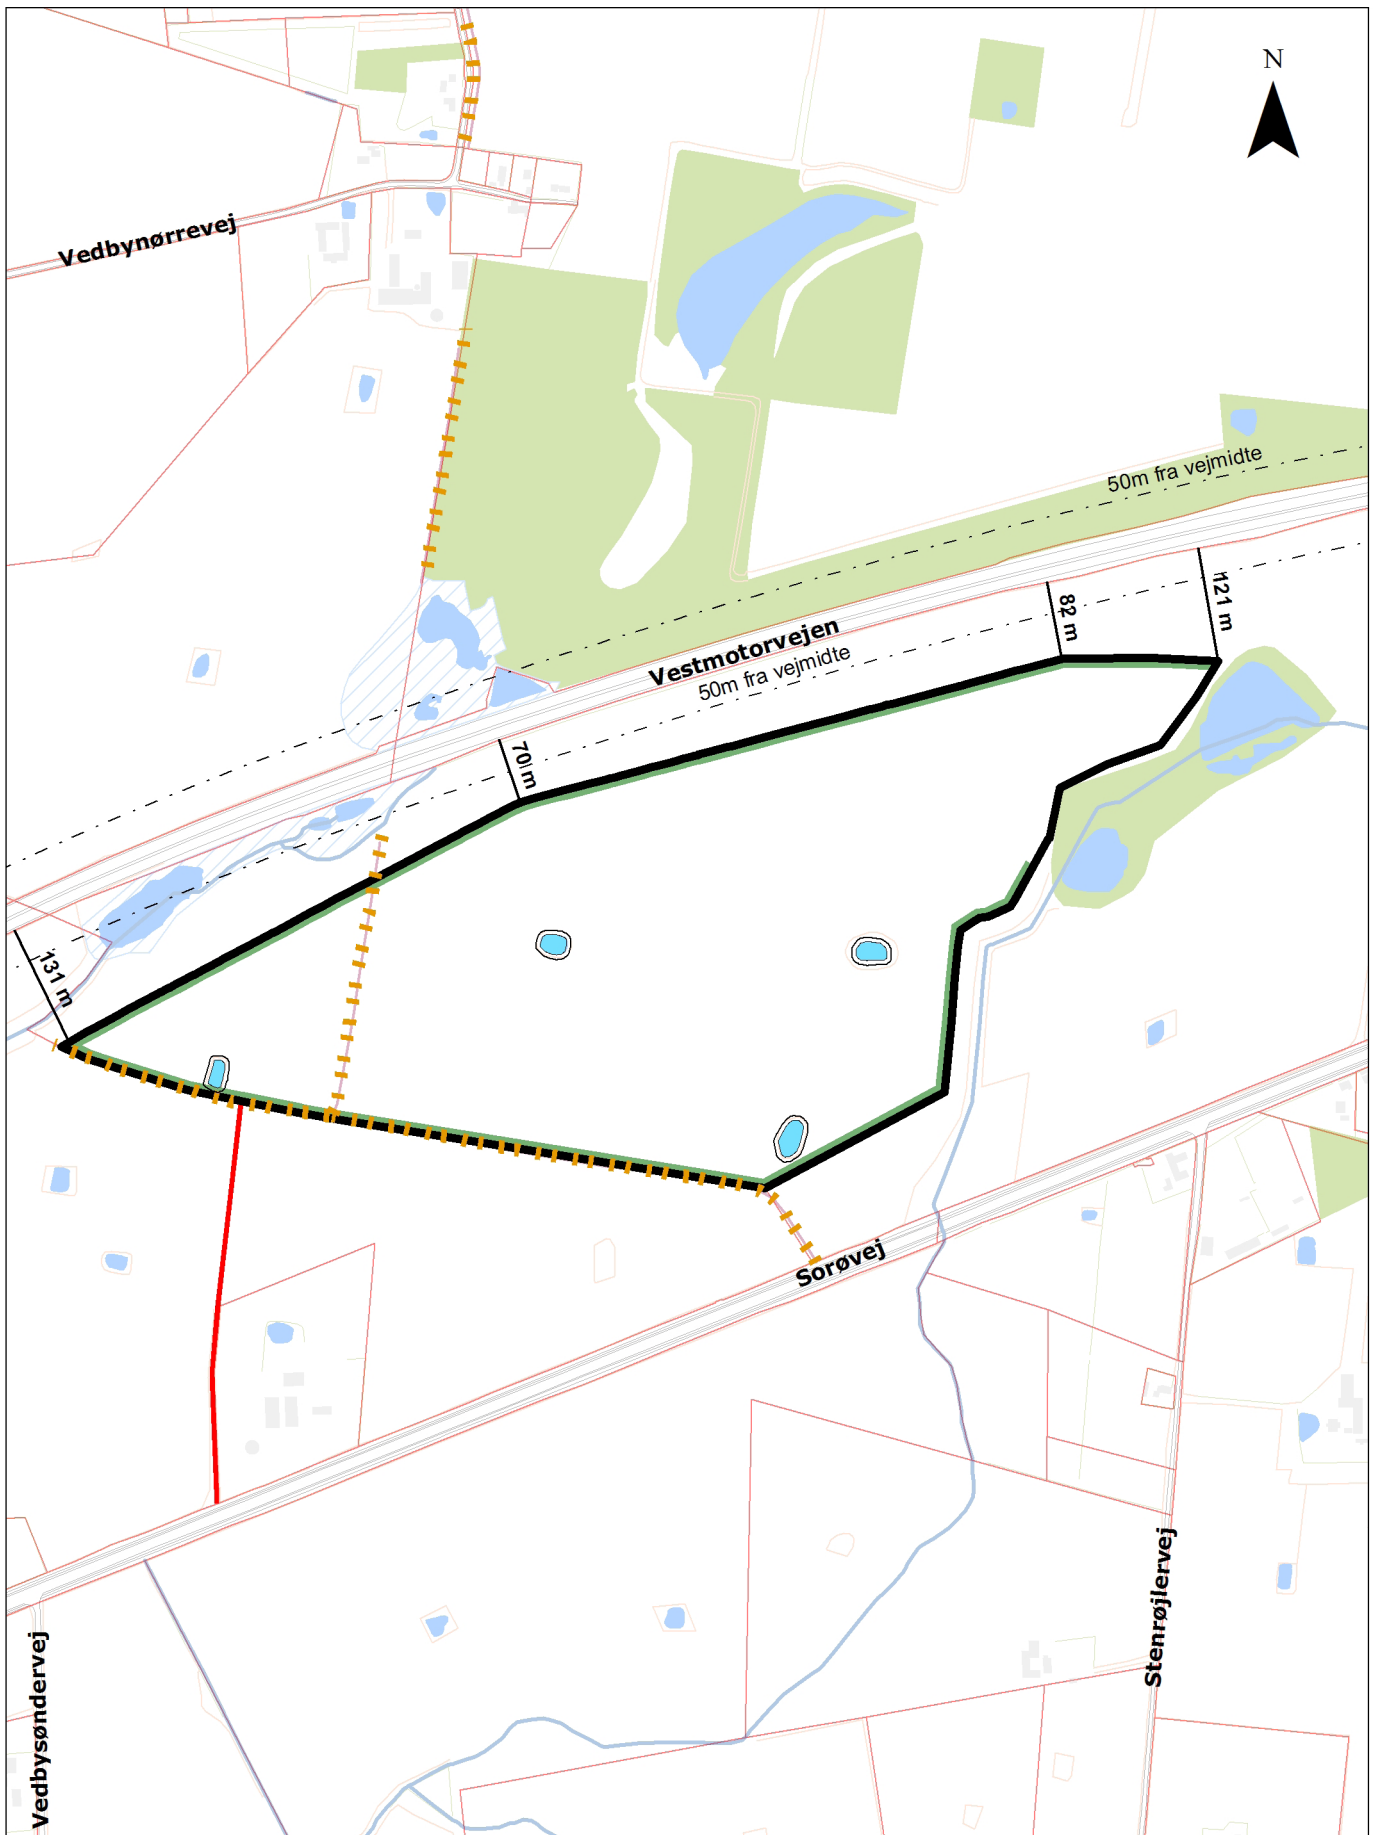 N
Vedbynørrevej
50m fra vejmidte
121 m
82 m
Vestmotorvejen
50m fra vejmidte
70 m
131 m
Sorøvej
Stenrøjlervej
Vedbysøndervej